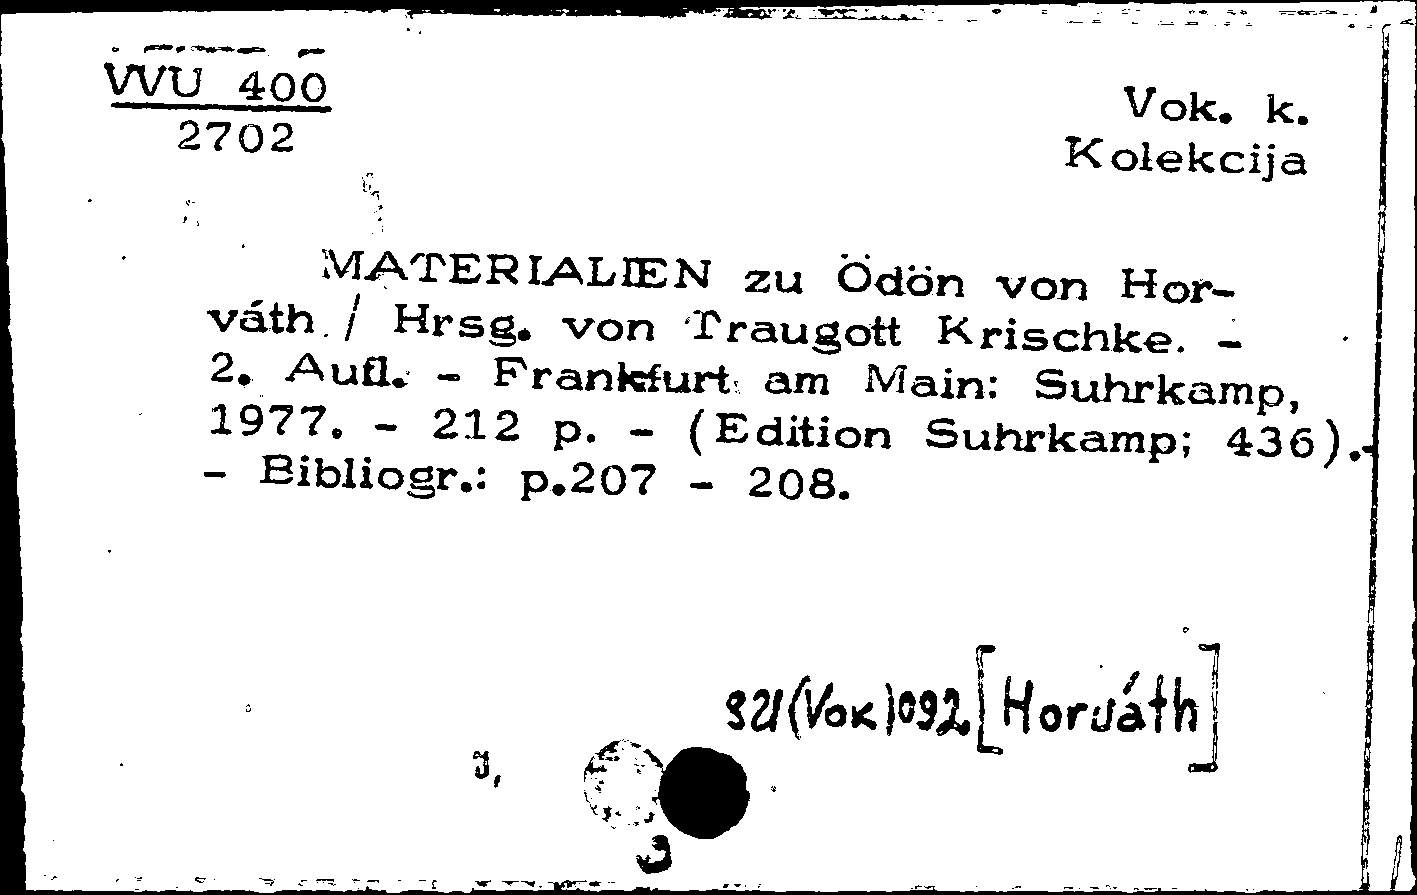 VVU 400
2702
Vok. k.
Kolekcija
MATERIALIEN zu Ödön von Hor-
váth / Hrsg. von Traugott Krischke. –
2. Aufl. – Frankfurt am Main: Suhrkamp,
1977. – 212 p. – (Edition Suhrkamp; 436).-
– Bibliogr.: p.207 – 208.
821(Vok)092[Horváth]